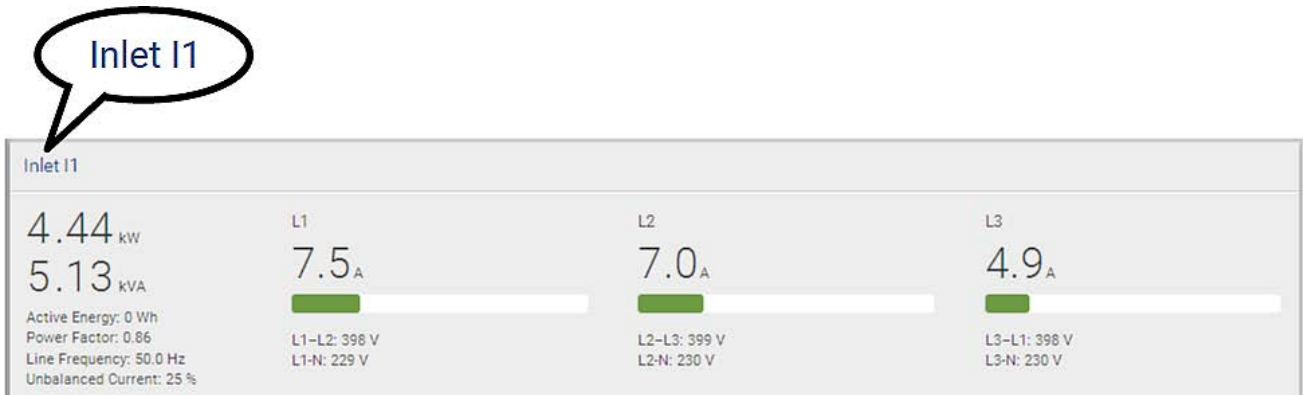 Inlet I1
Inlet I1
4.44 kW
5.13 kVA
Active Energy: 0 Wh
Power Factor: 0.86
Line Frequency: 50.0 Hz
Unbalanced Current: 25 %
L1
7.5 A
L1–L2: 398 V
L1-N: 229 V
L2
7.0 A
L2–L3: 399 V
L2-N: 230 V
L3
4.9 A
L3–L1: 398 V
L3-N: 230 V